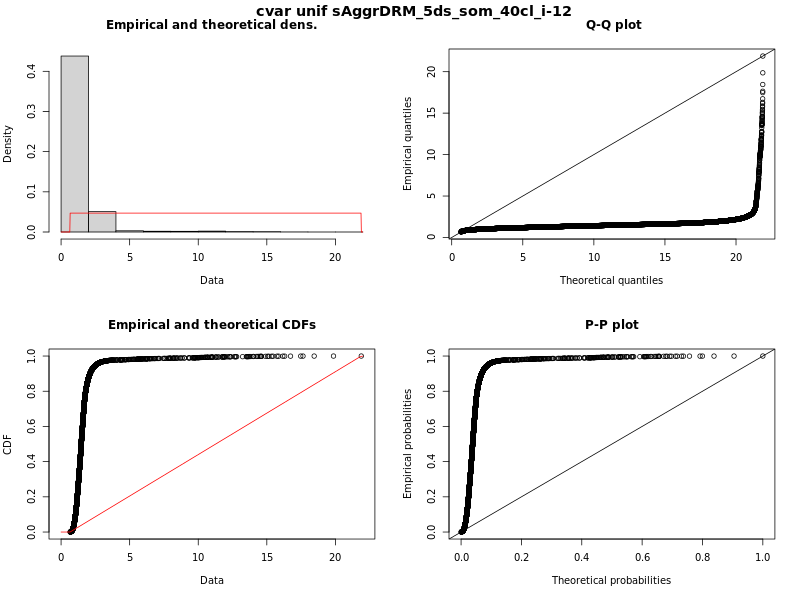 cvar unif sAggrDRM_5ds_som_40cl_i-12
Empirical and theoretical dens.
Density
0.0 0.1 0.2 0.3 0.4
0 5 10 15 20
Data
Q-Q plot
Empirical quantiles
0 5 10 15 20
0 5 10 15 20
Theoretical quantiles
Empirical and theoretical CDFs
CDF
0.0 0.2 0.4 0.6 0.8 1.0
0 5 10 15 20
Data
P-P plot
Empirical probabilities
0.0 0.2 0.4 0.6 0.8 1.0
0.0 0.2 0.4 0.6 0.8 1.0
Theoretical probabilities